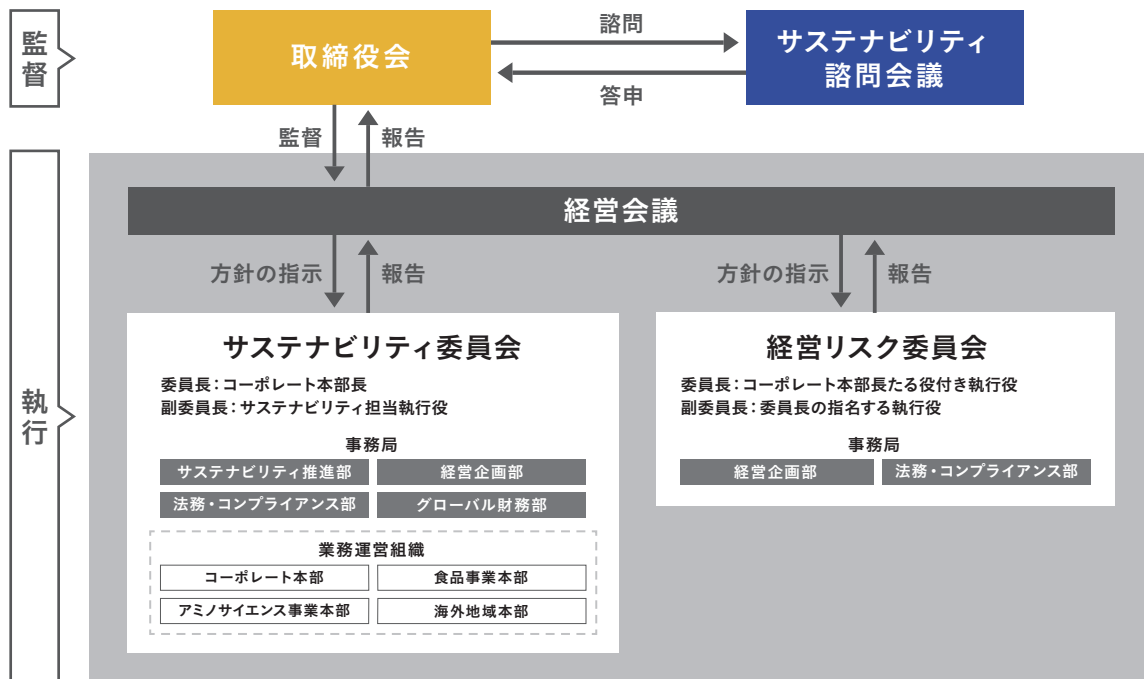 監督
取締役会
諮問
答申
サステナビリティ
諮問会議
監督
報告
執行
経営会議
方針の指示
報告
方針の指示
報告
サステナビリティ委員会
委員長：コーポレート本部長
副委員長：サステナビリティ担当執行役
事務局
サステナビリティ推進部
経営企画部
法務・コンプライアンス部
グローバル財務部
業務運営組織
コーポレート本部
食品事業本部
アミノサイエンス事業本部
海外地域本部
経営リスク委員会
委員長：コーポレート本部長たる役付き執行役
副委員長：委員長の指名する執行役
事務局
経営企画部
法務・コンプライアンス部